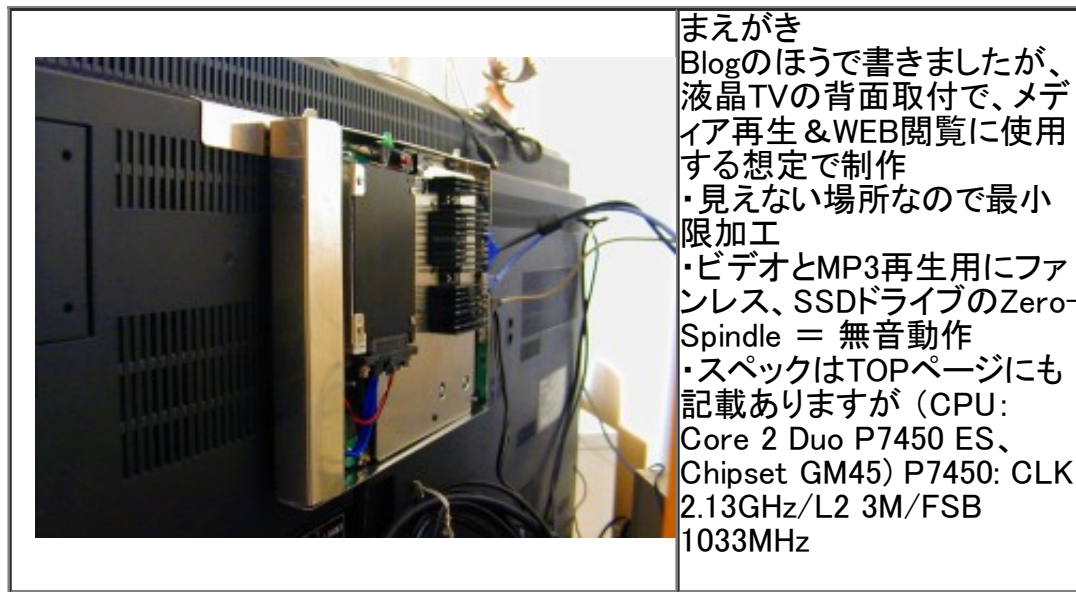 まえがき
Blogのほうで書きましたが、
液晶TVの背面取付で、メデ
ィア再生&WEB閲覧に使用
する想定で制作
・見えない場所なので最小
限加工
・ビデオとMP3再生用にファ
ンレス、SSDドライブのZero-
Spindle = 無音動作
・スペックはTOPページにも
記載ありますが (CPU:
Core 2 Duo P7450 ES、
Chipset GM45) P7450: CLK
2.13GHz/L2 3M/FSB
1033MHz